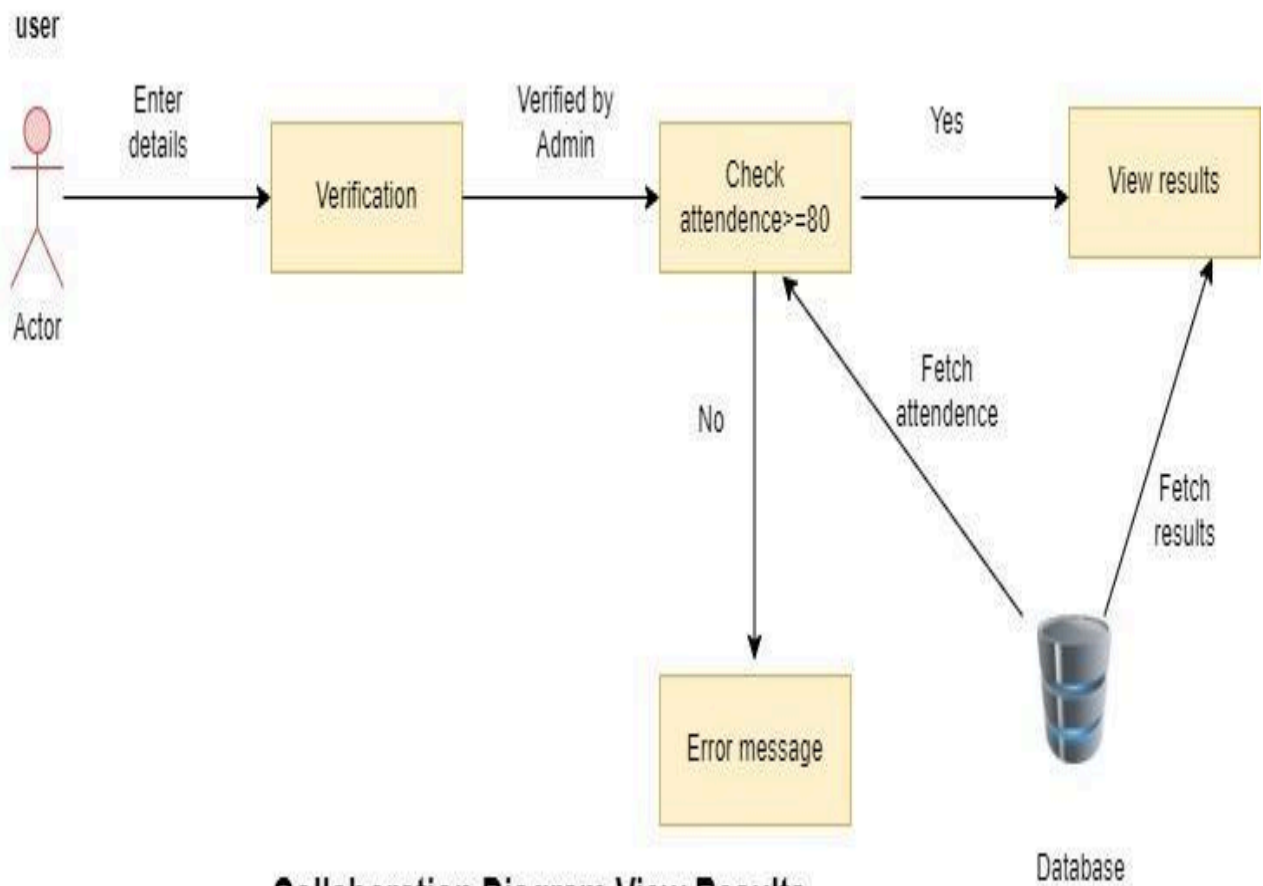 user
Enter
details
Verified by
Admin
Yes
Verification
Check
attendence>=80
View results
Actor
Fetch
attendence
No
Fetch
results
Error message
Database
Collaboration Diagram View Results